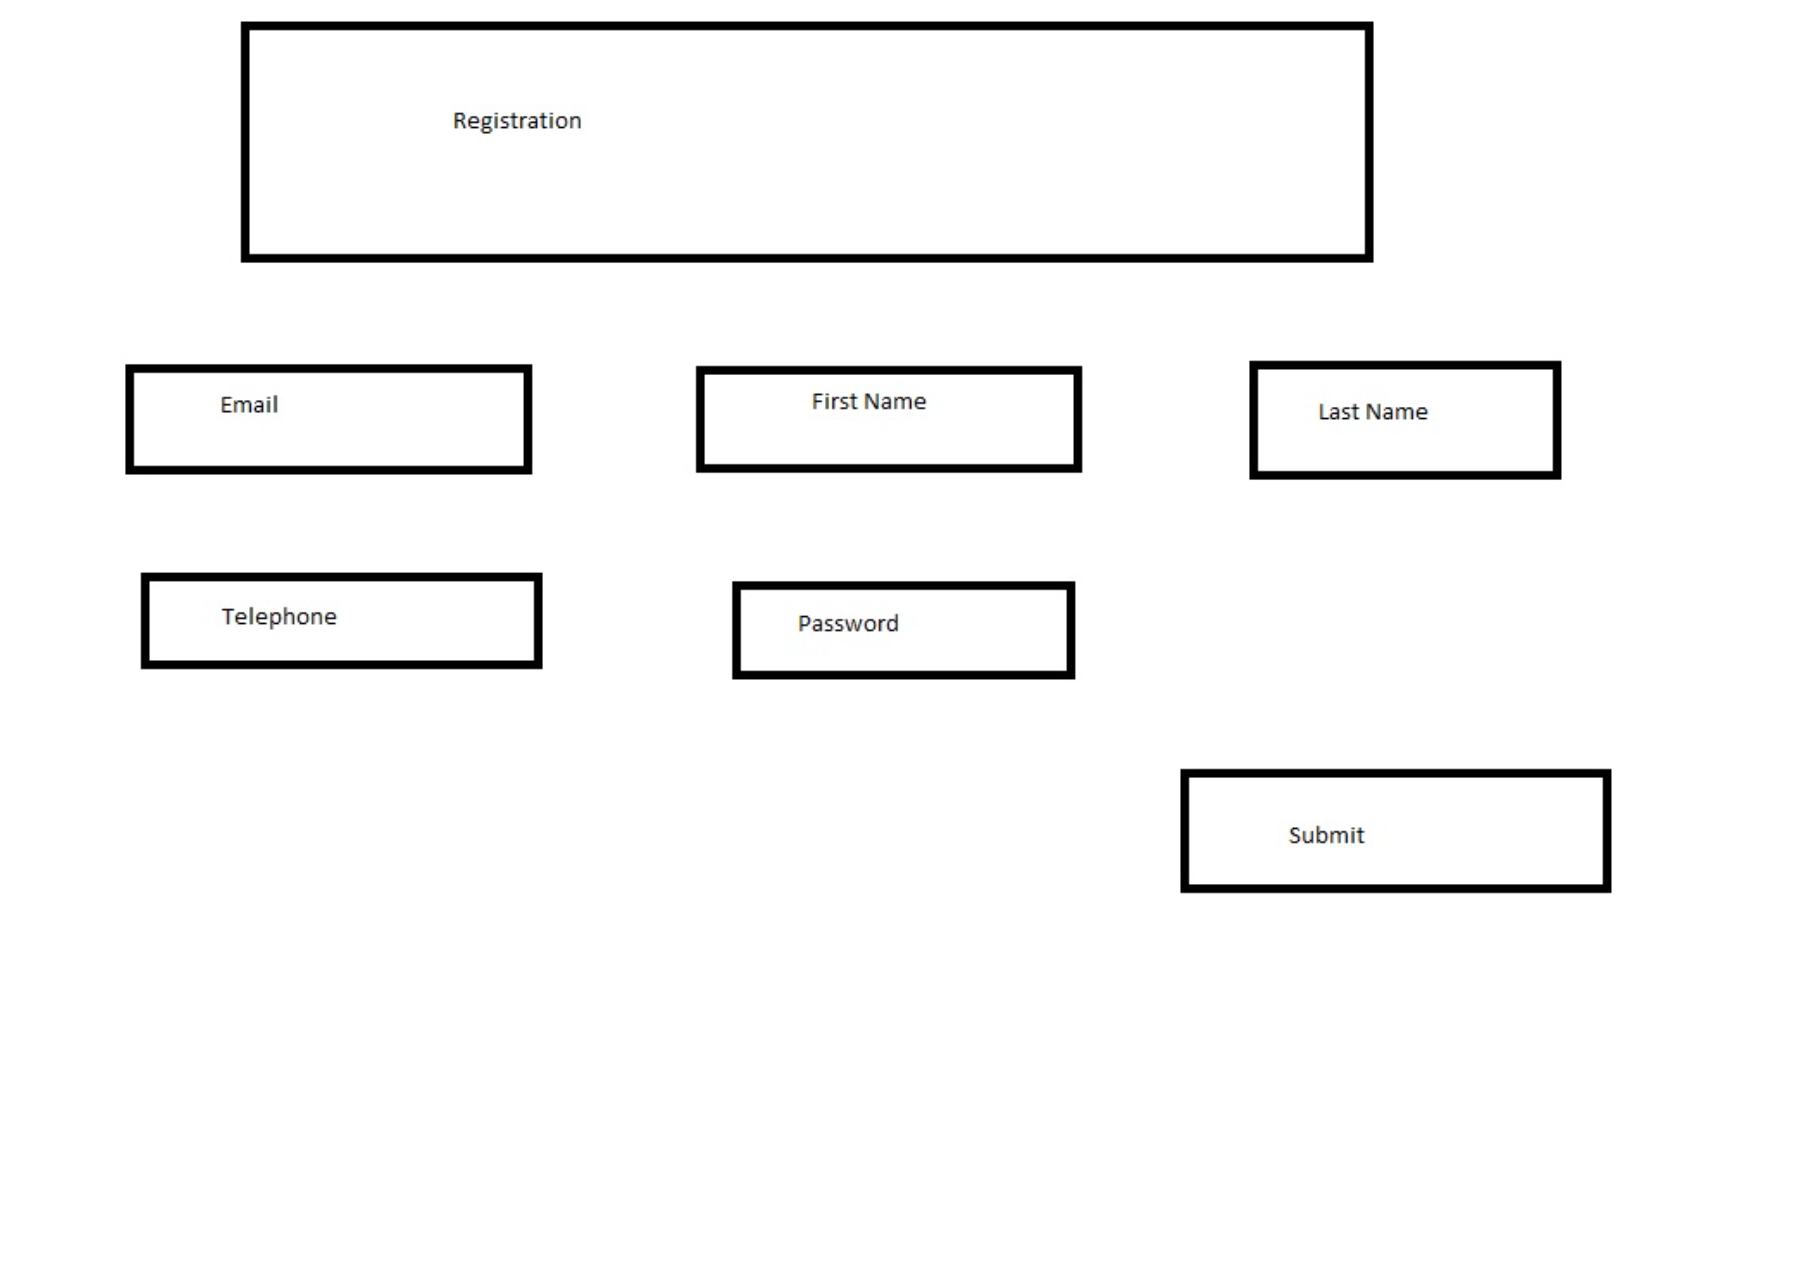 Registration
Email
First Name
Last Name
Telephone
Password
Submit